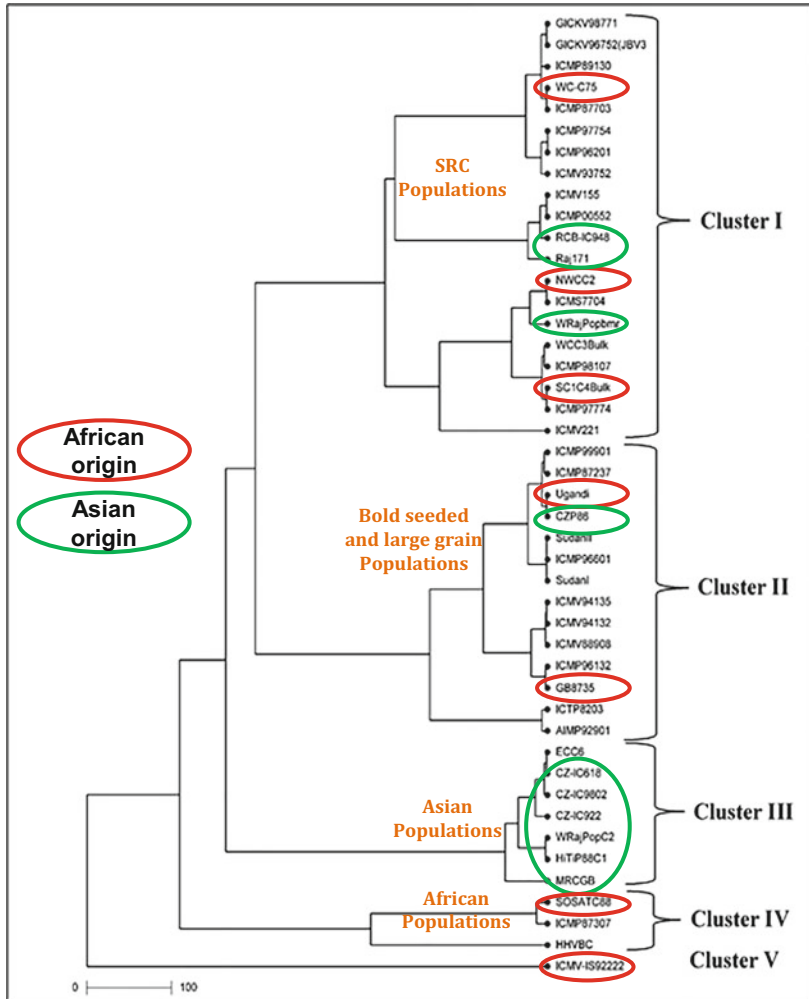 GICKV98771
GICKV96752(JBV3
ICMP89130
WC-C75
ICMP87703
ICMP97754
ICMP96201
ICMV93752
SRC
Populations
ICMV155
ICMP00552
RCB-IC948
Raj171
NWCC2
ICMS7704
WRajPopbmr
WCC3Bulk
ICMP98107
SC1C4Bulk
ICMP97774
ICMV221
Cluster I
African
origin
Asian
origin
ICMP99901
ICMP87237
Ugandi
CZP86
SudanII
ICMP96601
SudanI
Bold seeded
and large grain
Populations
ICMV94135
ICMV94132
ICMV88908
ICMP96132
GB8735
ICTP8203
AIMP92901
Cluster II
ECC6
CZ-IC618
CZ-IC9802
CZ-IC922
WRajPopC2
HiTiP88C1
MRCGB
Asian
Populations
Cluster III
SOSATC88
ICMP87307
HHVBC
African
Populations
Cluster IV
ICMV-IS92222
Cluster V
0 100